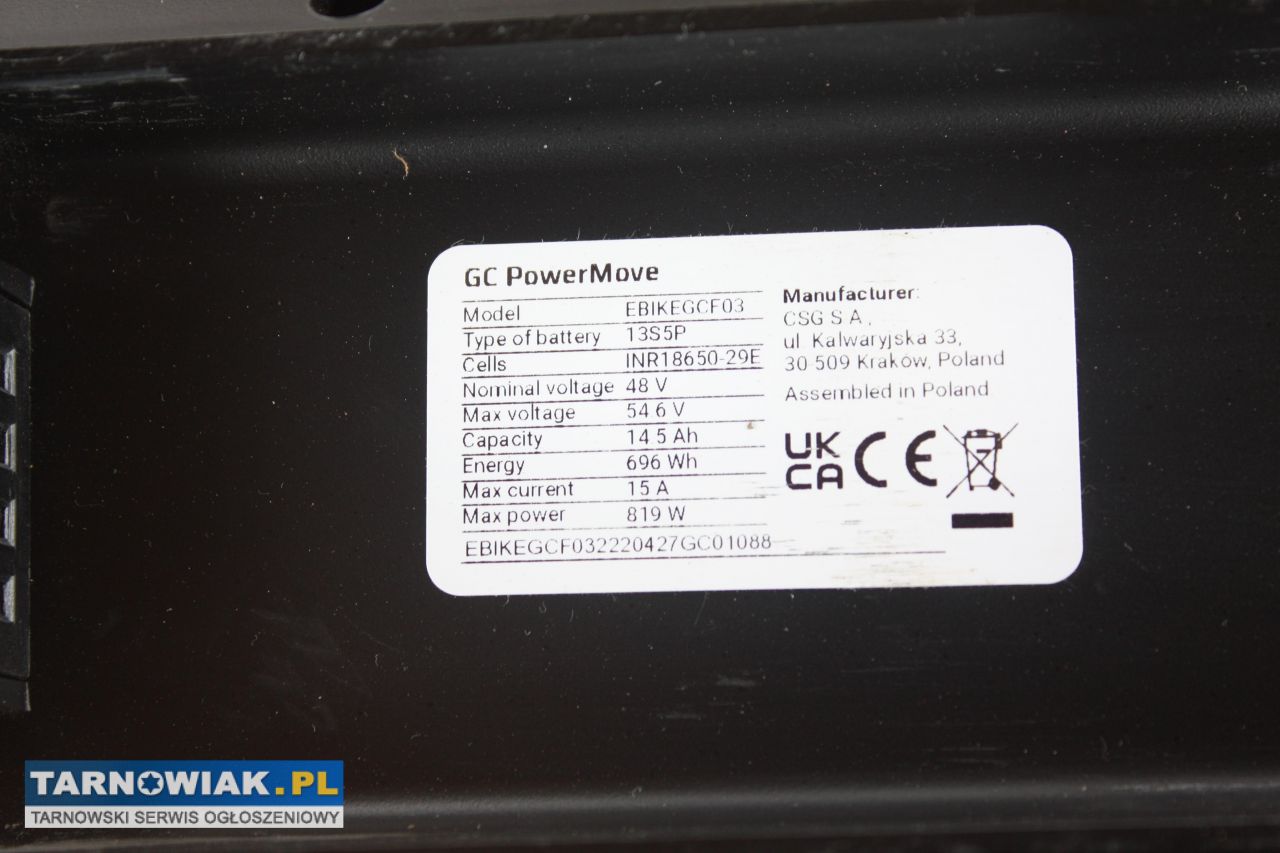 GC PowerMove
Model EBIKEGCF03
Type of battery 13S5P
Cells INR18650-29E
Nominal voltage 48 V
Max voltage 54 6 V
Capacity 14 5 Ah
Energy 696 Wh
Max current 15 A
Max power 819 W
EBIKEGCF032220427GC01088
Manufacturer:
CSG S A ,
ul Kalwaryjska 33,
30 509 Kraków, Poland
Assembled in Poland
UK
CA CE
TARNOWIAK.PL
TARNOWSKI SERWIS OGŁOSZENIOWY